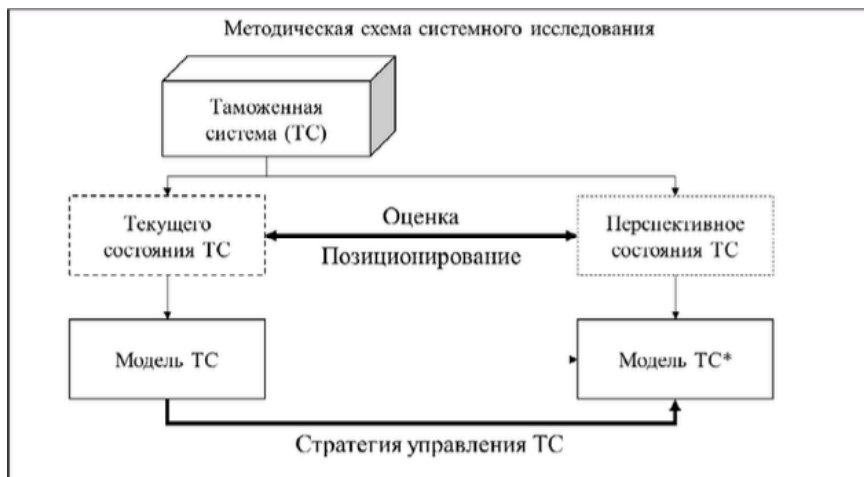 Методическая схема системного исследования
Таможенная
система (ТС)
Текущего
состояния ТС
Оценка
Позиционирование
Перспективное
состояния ТС
Модель ТС
Модель ТС*
Стратегия управления ТС